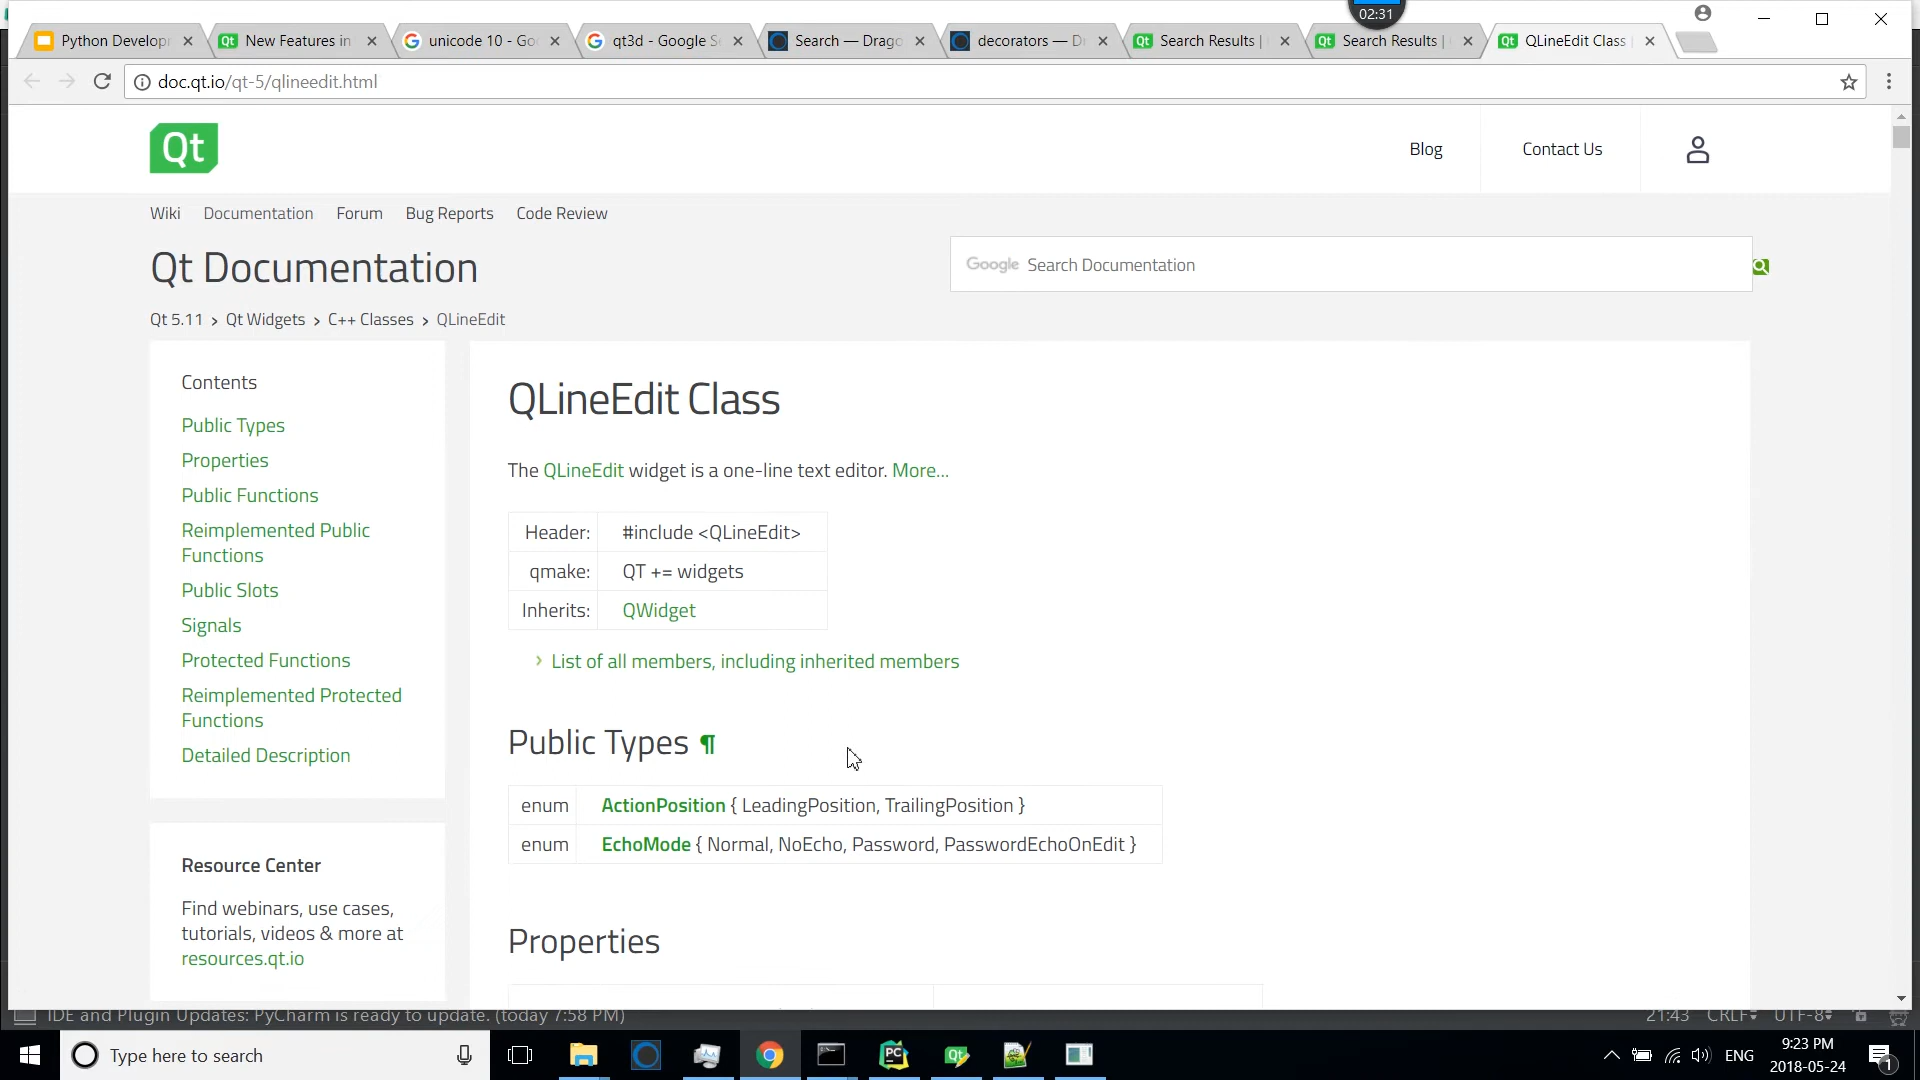 02:31
Python Develop
New Features in
unicode 10 - Go
qt3d - Google S
Search — Drago
decorators — D
Search Results |
Search Results |
QLineEdit Class
doc.qt.io/qt-5/qlineedit.html
Qt
Blog
Contact Us
Wiki
Documentation
Forum
Bug Reports
Code Review
Qt Documentation
Google Search Documentation
Qt 5.11 › Qt Widgets › C++ Classes › QLineEdit
Contents
Public Types
Properties
Public Functions
Reimplemented Public
Functions
Public Slots
Signals
Protected Functions
Reimplemented Protected
Functions
Detailed Description
Resource Center
Find webinars, use cases,
tutorials, videos & more at
resources.qt.io
QLineEdit Class
The QLineEdit widget is a one-line text editor. More...
Header: #include <QLineEdit>
qmake: QT += widgets
Inherits: QWidget
› List of all members, including inherited members
Public Types ¶
enum ActionPosition { LeadingPosition, TrailingPosition }
enum EchoMode { Normal, NoEcho, Password, PasswordEchoOnEdit }
Properties
IDE and Plugin Updates: PyCharm is ready to update. (today 7:58 PM)
21:43 CRLF UTF-8
Type here to search
PC
Qt
ENG
9:23 PM
2018-05-24
1